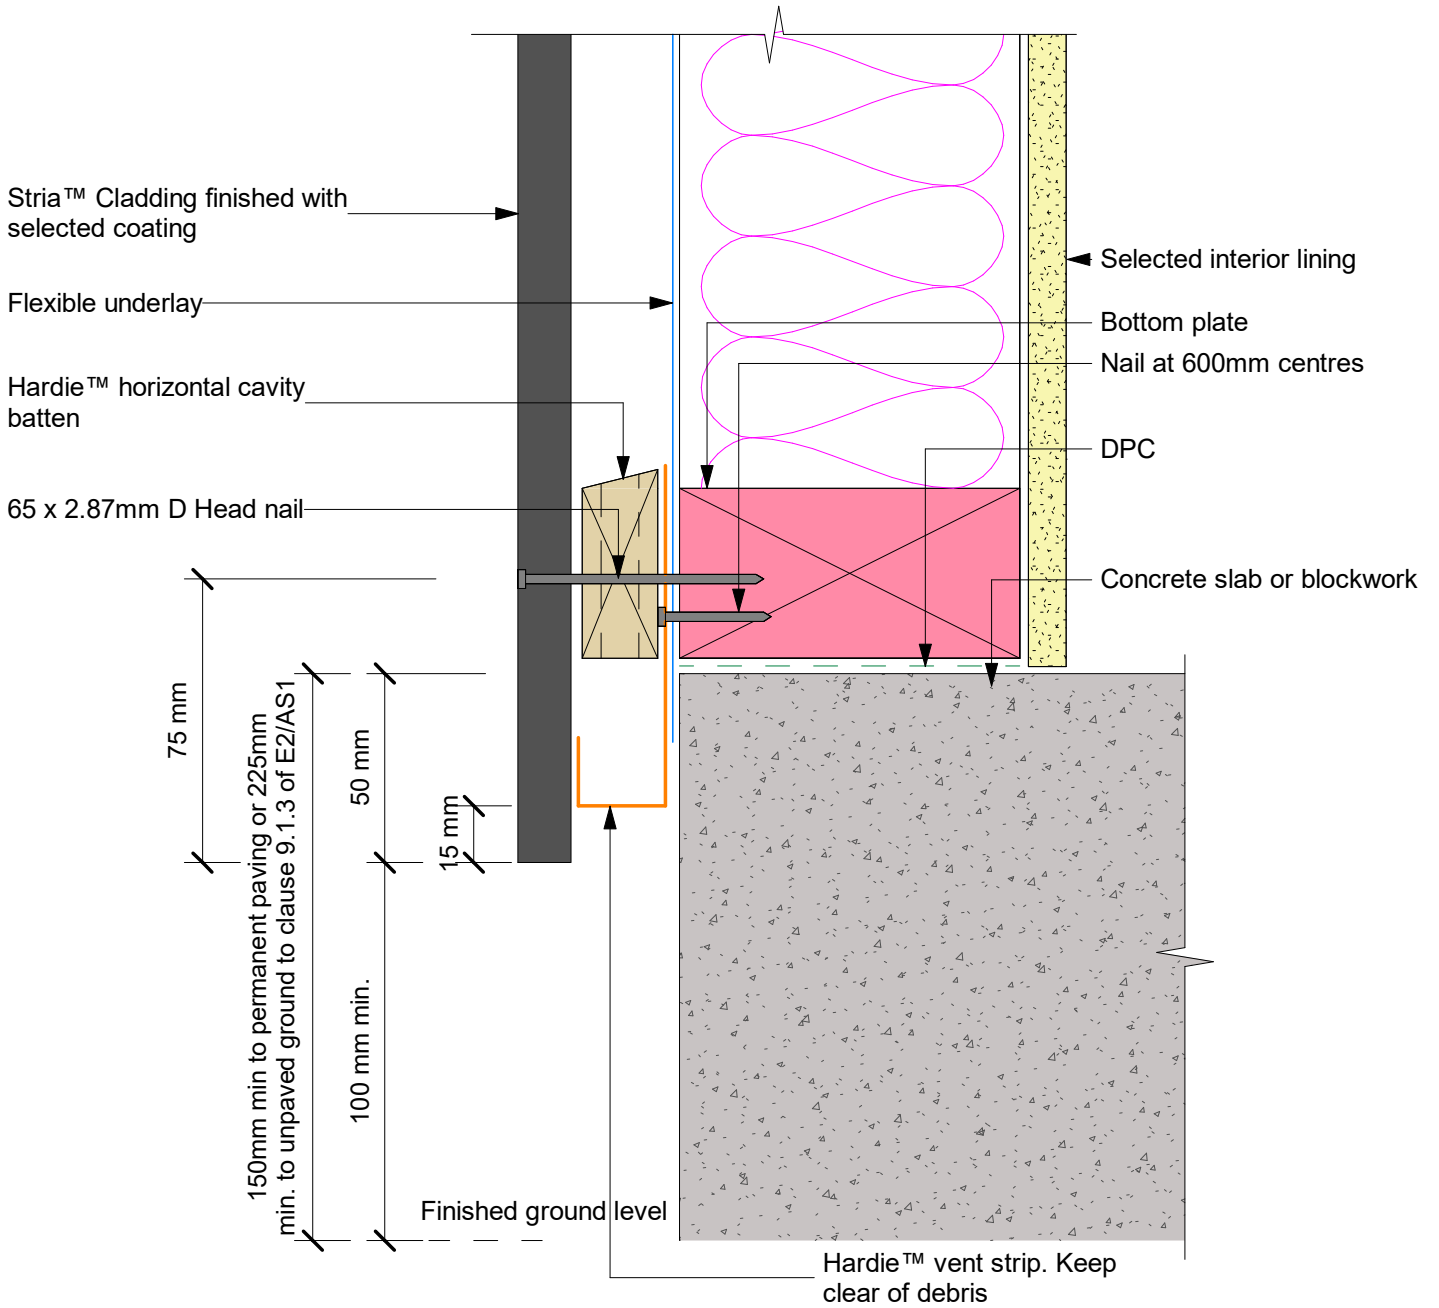 Stria™ Cladding finished with
selected coating
Flexible underlay
Hardie™ horizontal cavity
batten
65 x 2.87mm D Head nail
Selected interior lining
Bottom plate
Nail at 600mm centres
DPC
Concrete slab or blockwork
75 mm
150mm min to permanent paving or 225mm
min. to unpaved ground to clause 9.1.3 of E2/AS1
50 mm
15 mm
100 mm min.
Finished ground level
Hardie™ vent strip. Keep
clear of debris